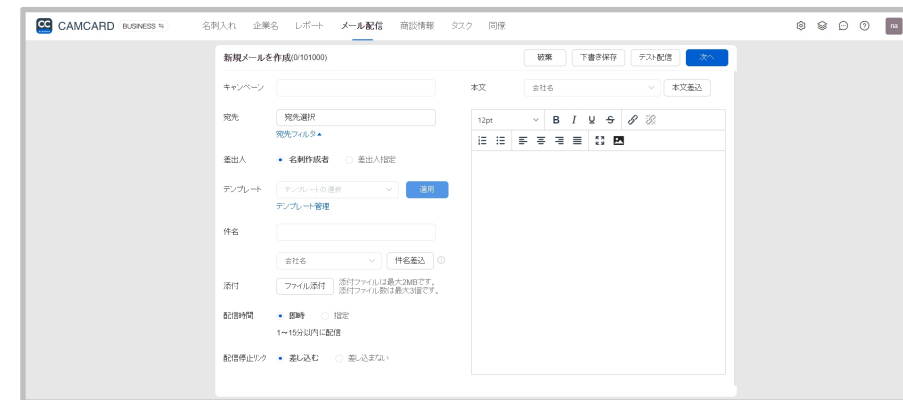 CC CAMCARD BUSINESS 名刺入れ 企業名 レポート メール配信 商談情報 タスク 同僚 na
新規メールを作成(0/101000) 破棄 下書き保存 テスト配信 次へ
キャンペーン 本文 会社名 本文差込
宛先 宛先選択 12pt B I U S
宛先フィルタ▲
差出人 名刺作成者 差出人指定
テンプレート テンプレートの選択 適用
テンプレート管理
件名
会社名 件名差込
添付 ファイル添付 添付ファイルは最大2MBです。
添付ファイル数は最大3個です。
配信時間 即時 指定
1~15分以内に配信
配信停止リンク 差し込む 差し込まない